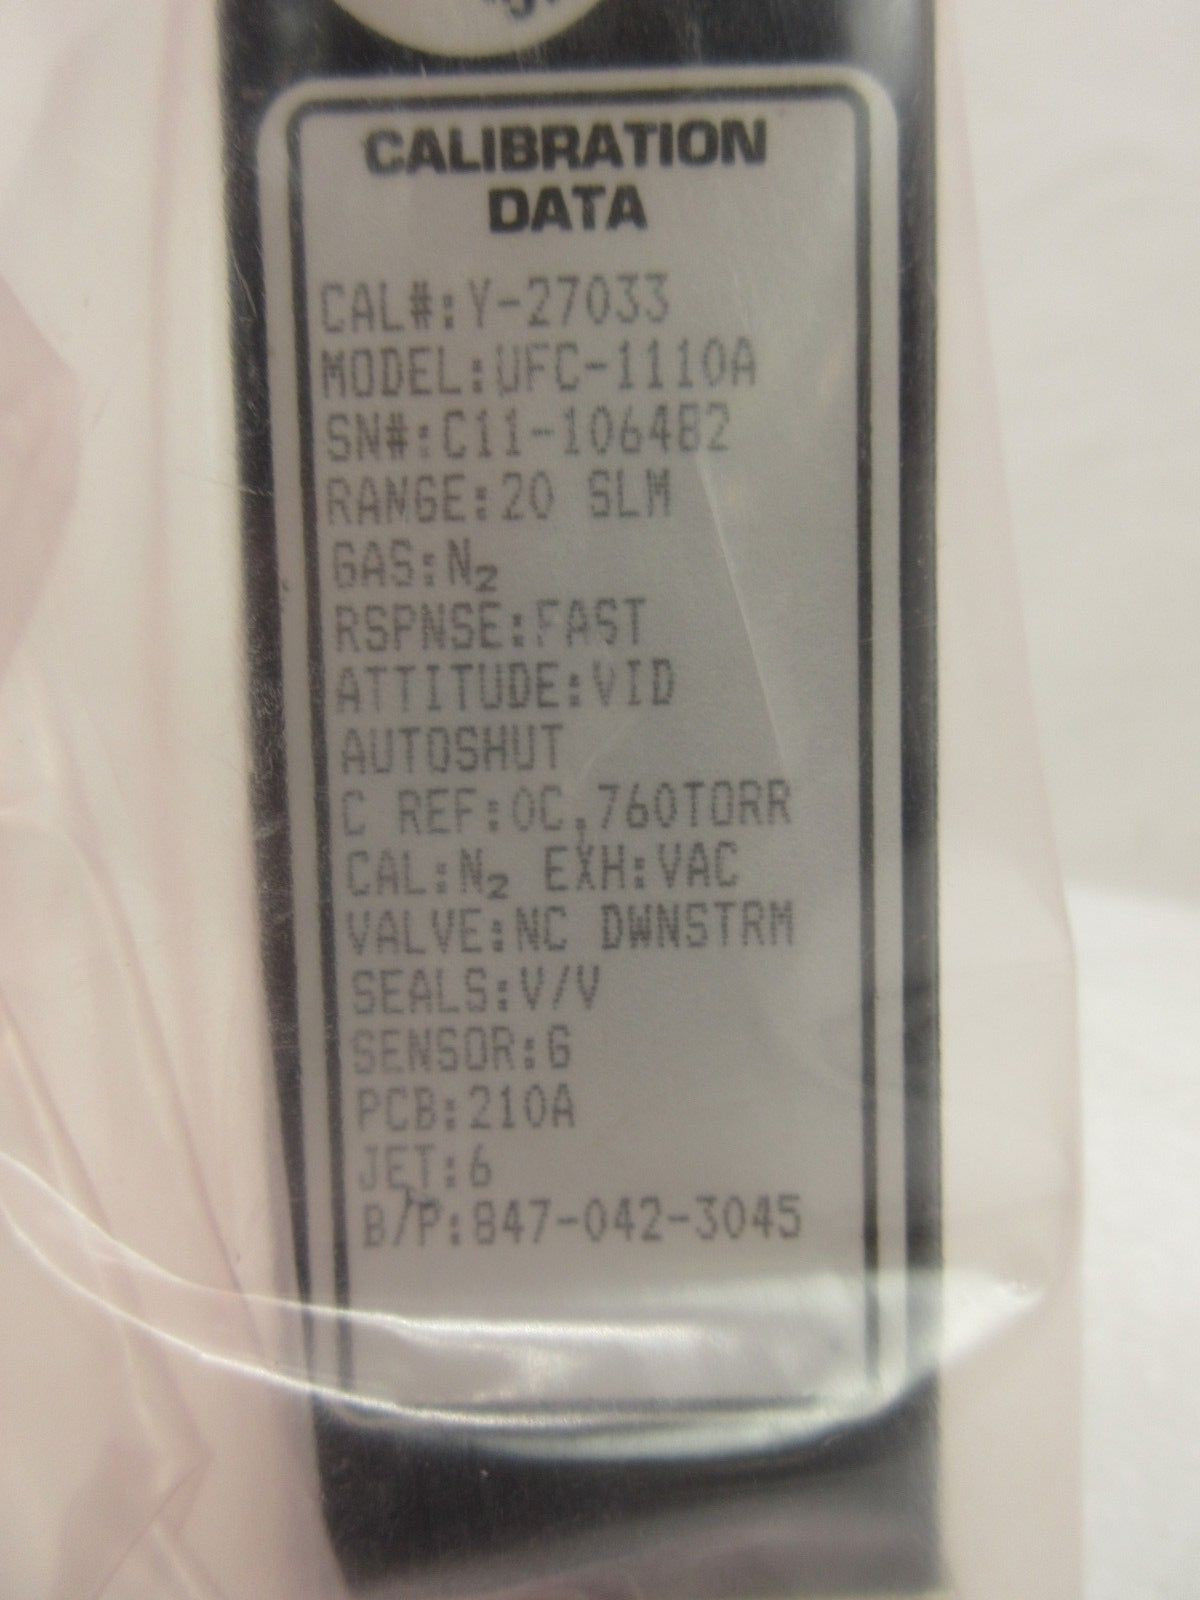 CALIBRATION
DATA
CAL#:Y-27033
MODEL:UFC-1110A
SN#:C11-106482
RANGE:20 SLM
GAS:N₂
RSPNSE:FAST
ATTITUDE:VID
AUTOSHUT
C REF:0C,760TORR
CAL:N₂ EXH:VAC
VALVE:NC DWNSTRM
SEALS:V/V
SENSOR:G
PCB:210A
JET:6
B/P:847-042-3045